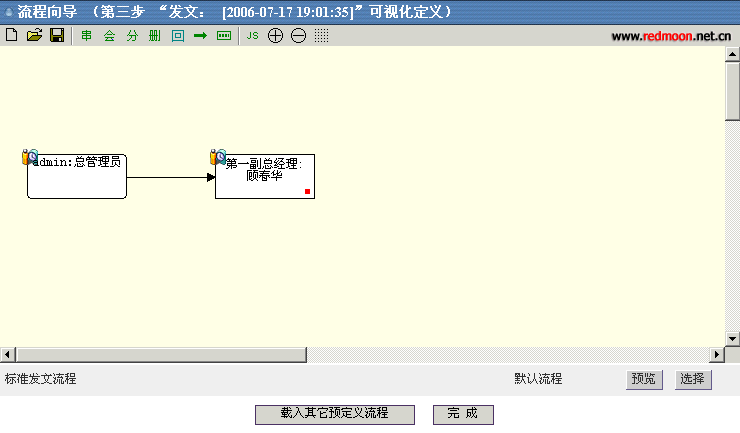 流程向导 （第三步 “发文： [2006-07-17 19:01:35]”可视化定义）
串 会 分 删 回 JS www.redmoon.net.cn
admin:总管理员
第一副总经理:
顾春华
标准发文流程 默认流程 预览 选择
载入其它预定义流程 完 成